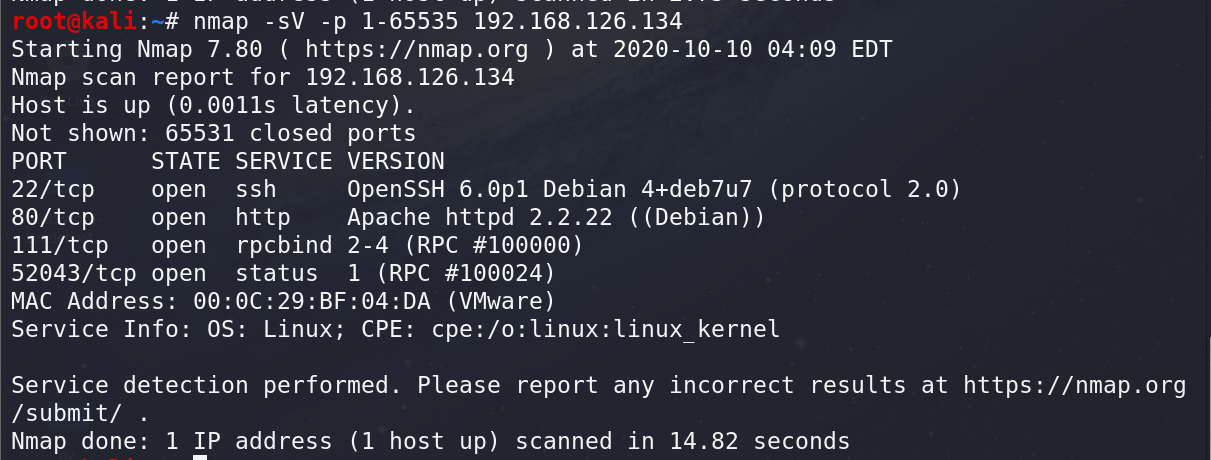 root@kali:~# nmap -sV -p 1-65535 192.168.126.134
Starting Nmap 7.80 ( https://nmap.org ) at 2020-10-10 04:09 EDT
Nmap scan report for 192.168.126.134
Host is up (0.0011s latency).
Not shown: 65531 closed ports
PORT      STATE SERVICE VERSION
22/tcp    open  ssh     OpenSSH 6.0p1 Debian 4+deb7u7 (protocol 2.0)
80/tcp    open  http    Apache httpd 2.2.22 ((Debian))
111/tcp   open  rpcbind 2-4 (RPC #100000)
52043/tcp open  status  1 (RPC #100024)
MAC Address: 00:0C:29:BF:04:DA (VMware)
Service Info: OS: Linux; CPE: cpe:/o:linux:linux_kernel
Service detection performed. Please report any incorrect results at https://nmap.org
/submit/ .
Nmap done: 1 IP address (1 host up) scanned in 14.82 seconds